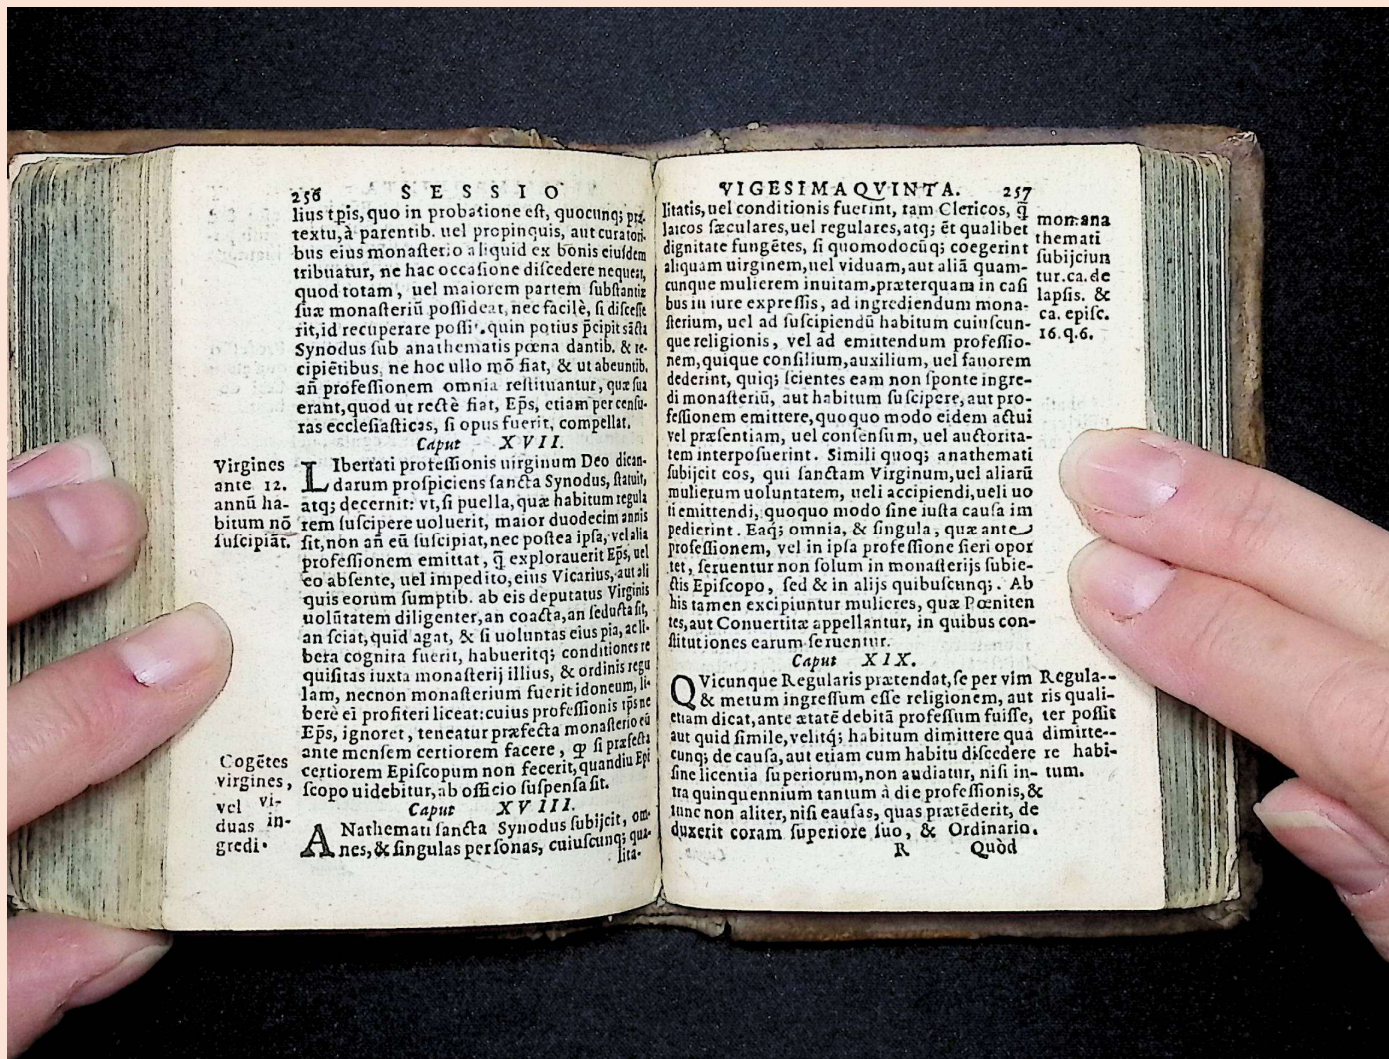 256 SESSIO
lius tp̄is, quo in probatione eſt, quocunq; præ-
textu, à parentib. uel propinquis, aut curatori-
bus eius monaſterio aliquid ex bonis eiuſdem
tribuatur, ne hac occaſione diſcedere nequeat,
quod totam, uel maiorem partem ſubſtantiæ
ſuæ monaſteriū poſſideat, nec facilè, ſi diſceſſe
rit, id recuperare poſſit. quin potius p̄cipit sācta
Synodus ſub anathematis pœna dantib. & re-
cipiētibus, ne hoc ullo mō fiat, & ut abeuntib.
añ profeſſionem omnia reſtituantur, quæ ſua
erant, quod ut rectè fiat, Ep̄s, etiam per cenſu-
ras eccleſiaſticas, ſi opus fuerit, compellat.
Caput XVII.
Virgines
ante 12.
annū ha-
bitum nō
ſuſcipiāt.
LIbertati profeſſionis uirginum Deo dican-
darum proſpiciens ſancta Synodus, ſtatuit,
atq; decernit: vt, ſi puella, quæ habitum regula
rem ſuſcipere uoluerit, maior duodecim annis
ſit, non añ eū ſuſcipiat, nec poſtea ipſa, vel alia
profeſſionem emittat, q̄ explorauerit Ep̄s, uel
eo abſente, uel impedito, eius Vicarius, aut ali
quis eorum ſumptib. ab eis deputatus Virginis
uolūtatem diligenter, an coacta, an ſeducta ſit,
an ſciat, quid agat, & ſi uoluntas eius pia, ac li-
bera cognita fuerit, habueritq; conditiones re
quiſitas iuxta monaſterij illius, & ordinis regu
lam, necnon monaſterium fuerit idoneum, li-
berè ei profiteri liceat: cuius profeſſionis tp̄s ne
Ep̄s, ignoret, teneatur præfecta monaſterio eū
ante menſem certiorem facere, ꝙ ſi præfecta
certiorem Epiſcopum non fecerit, quandiu Epi
ſcopo uidebitur, ab officio ſuſpenſa ſit.
Caput XVIII.
Cogētes
virgines,
vel vi-
duas in-
gredi.
ANathemati ſancta Synodus ſubijcit, om-
nes, & ſingulas perſonas, cuiuſcunq; qua-
lita-
VIGESIMAQVINTA. 257
litatis, uel conditionis fuerint, tam Clericos, q̄
laicos ſæculares, uel regulares, atq; ēt qualibet
dignitate fungētes, ſi quomodocūq; coegerint
aliquam uirginem, uel viduam, aut aliā quam-
cunque mulierem inuitam, præterquam in caſi
bus in iure expreſſis, ad ingrediendum mona-
ſterium, uel ad ſuſcipiendū habitum cuiuſcun-
que religionis, vel ad emittendum profeſſio-
nem, quique conſilium, auxilium, uel fauorem
dederint, quiq; ſcientes eam non ſponte ingre-
di monaſteriū, aut habitum ſuſcipere, aut pro-
feſſionem emittere, quoquo modo eidem actui
vel præſentiam, uel conſenſum, uel auctorita-
tem interpoſuerint. Simili quoq; anathemati
ſubijcit eos, qui ſanctam Virginum, uel aliarū
mulierum uoluntatem, ueli accipiendi, ueli uo
ti emittendi, quoquo modo ſine iuſta cauſa im
pedierint. Eaq; omnia, & ſingula, quæ ante
profeſſionem, vel in ipſa profeſſione fieri opor
tet, ſeruentur non ſolum in monaſterijs ſubie-
ctis Epiſcopo, ſed & in alijs quibuſcunq;. Ab
his tamen excipiuntur mulieres, quæ Pœniten
tes, aut Conuertitæ appellantur, in quibus con-
ſtitutiones earum ſeruentur.
mon. ana
themati
ſubijciun
tur. ca. de
lapſis. &
ca. epiſc.
16. q. 6.
Caput XIX.
QVicunque Regularis prætendat, ſe per vim
& metum ingreſſum eſſe religionem, aut
etiam dicat, ante ætatē debitā profeſſum fuiſſe,
aut quid ſimile, velitq́; habitum dimittere qua
cunq; de cauſa, aut etiam cum habitu diſcedere
ſine licentia ſuperiorum, non audiatur, niſi in-
tra quinquennium tantum à die profeſſionis, &
tunc non aliter, niſi cauſas, quas prætēderit, de
duxerit coram ſuperiore ſuo, & Ordinario.
Regula--
ris quali-
ter poſſit
dimitte--
re habi-
tum.
R Quòd